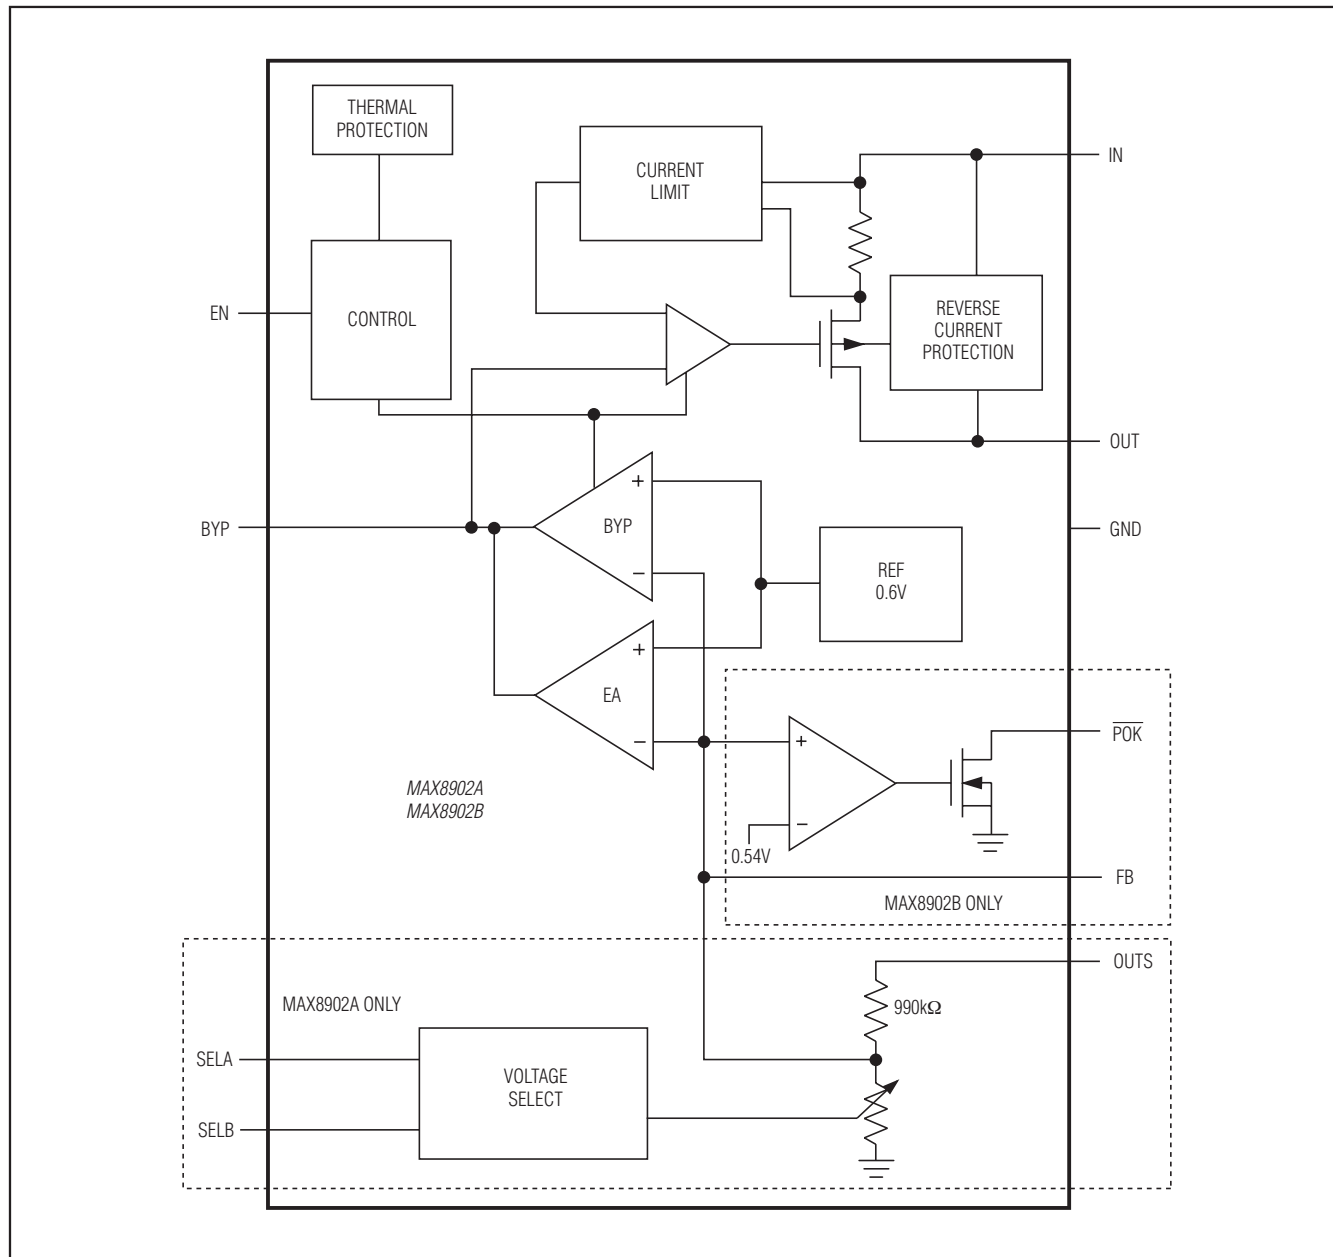 THERMAL
PROTECTION
CURRENT
LIMIT
IN
EN
CONTROL
REVERSE
CURRENT
PROTECTION
OUT
BYP
+
BYP
−
GND
REF
0.6V
+
EA
−
+
−
0.54V
POK
MAX8902A
MAX8902B
FB
MAX8902B ONLY
OUTS
MAX8902A ONLY
990kΩ
SELA
VOLTAGE
SELECT
SELB